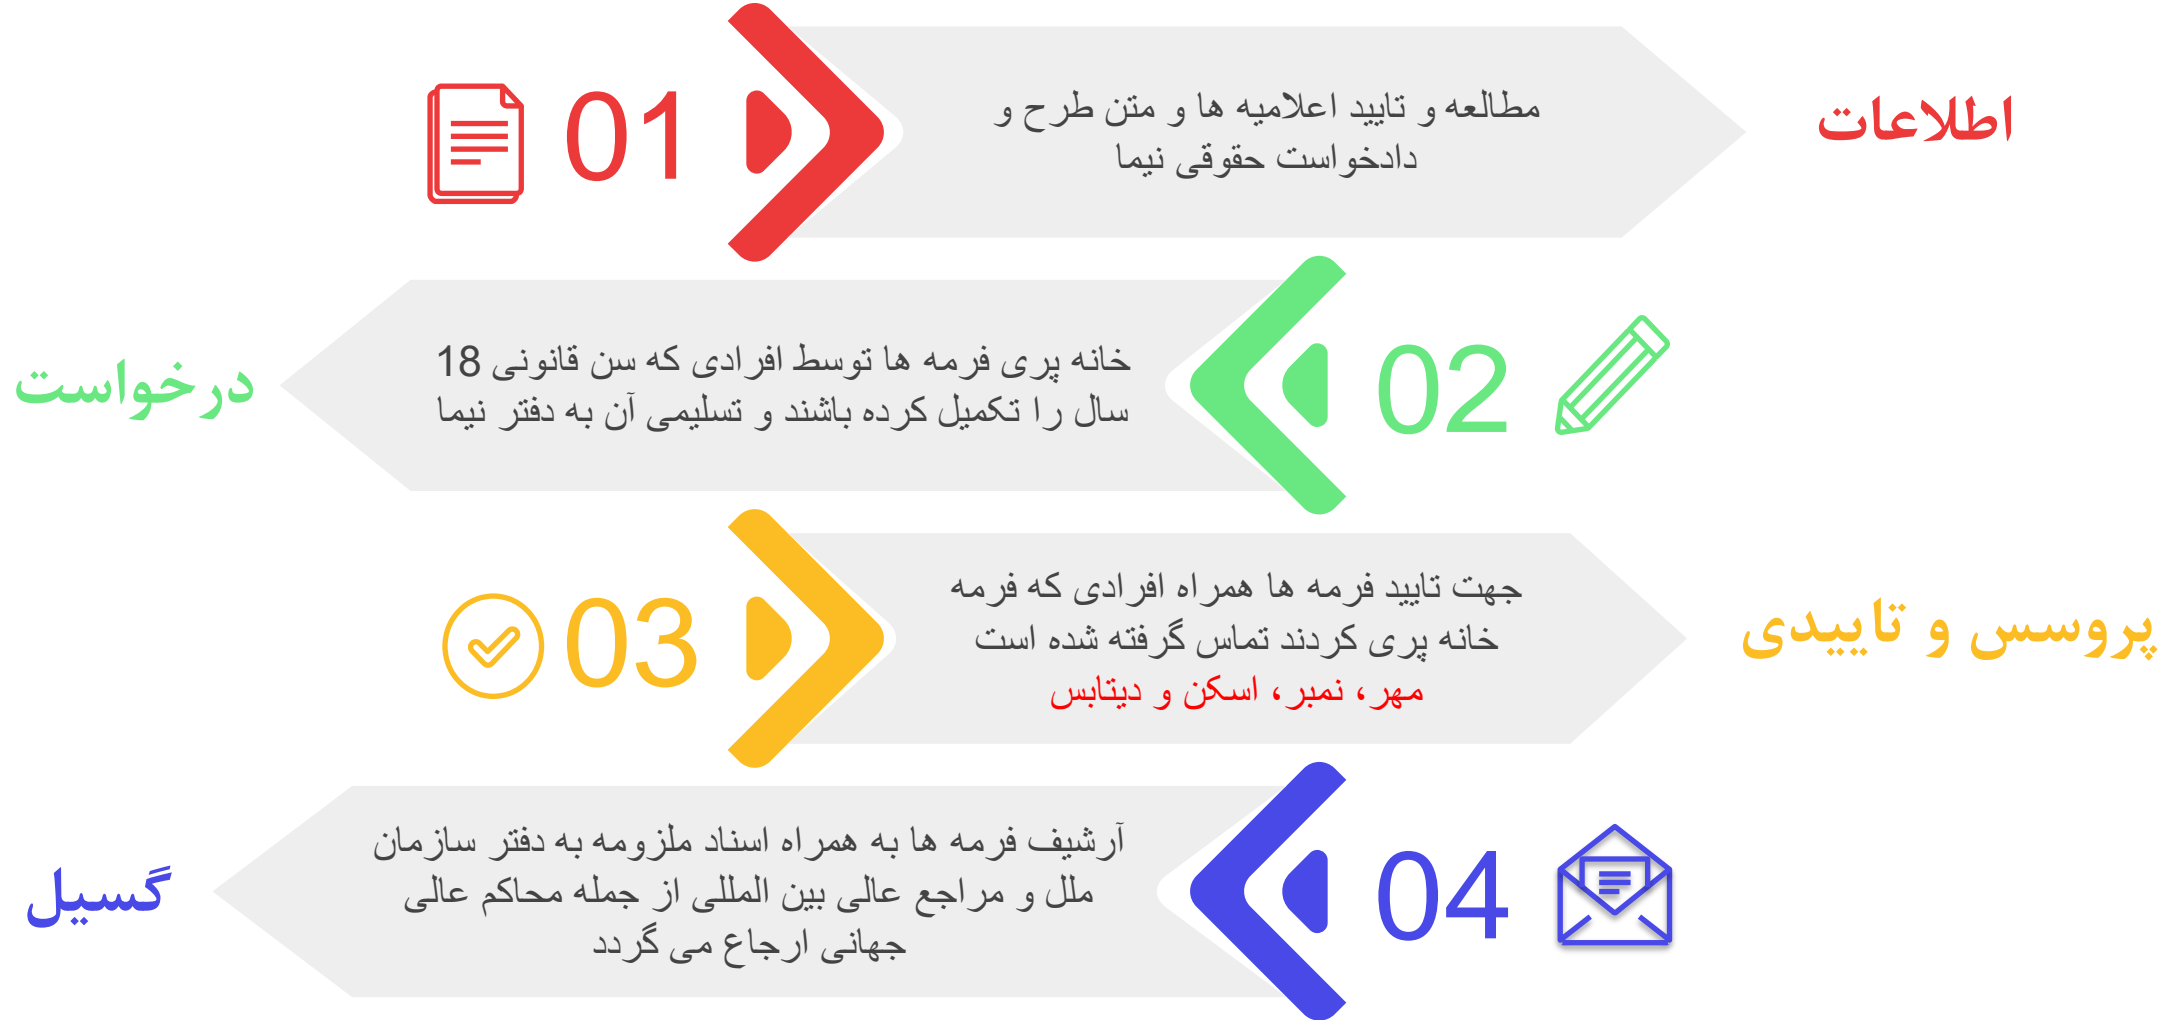 اطلاعات
01
مطالعه و تایید اعلامیه ها و متن طرح و
دادخواست حقوقی نیما
درخواست
02
خانه پری فرمه ها توسط افرادی که سن قانونی 18
سال را تکمیل کرده باشند و تسلیمی آن به دفتر نیما
پروسس و تاییدی
03
جهت تایید فرمه ها همراه افرادی که فرمه
خانه پری کردند تماس گرفته شده است
مهر، نمبر، اسکن و دیتابس
گسیل
04
آرشیف فرمه ها به همراه اسناد ملزومه به دفتر سازمان
ملل و مراجع عالی بین المللی از جمله محاکم عالی
جهانی ارجاع می گردد